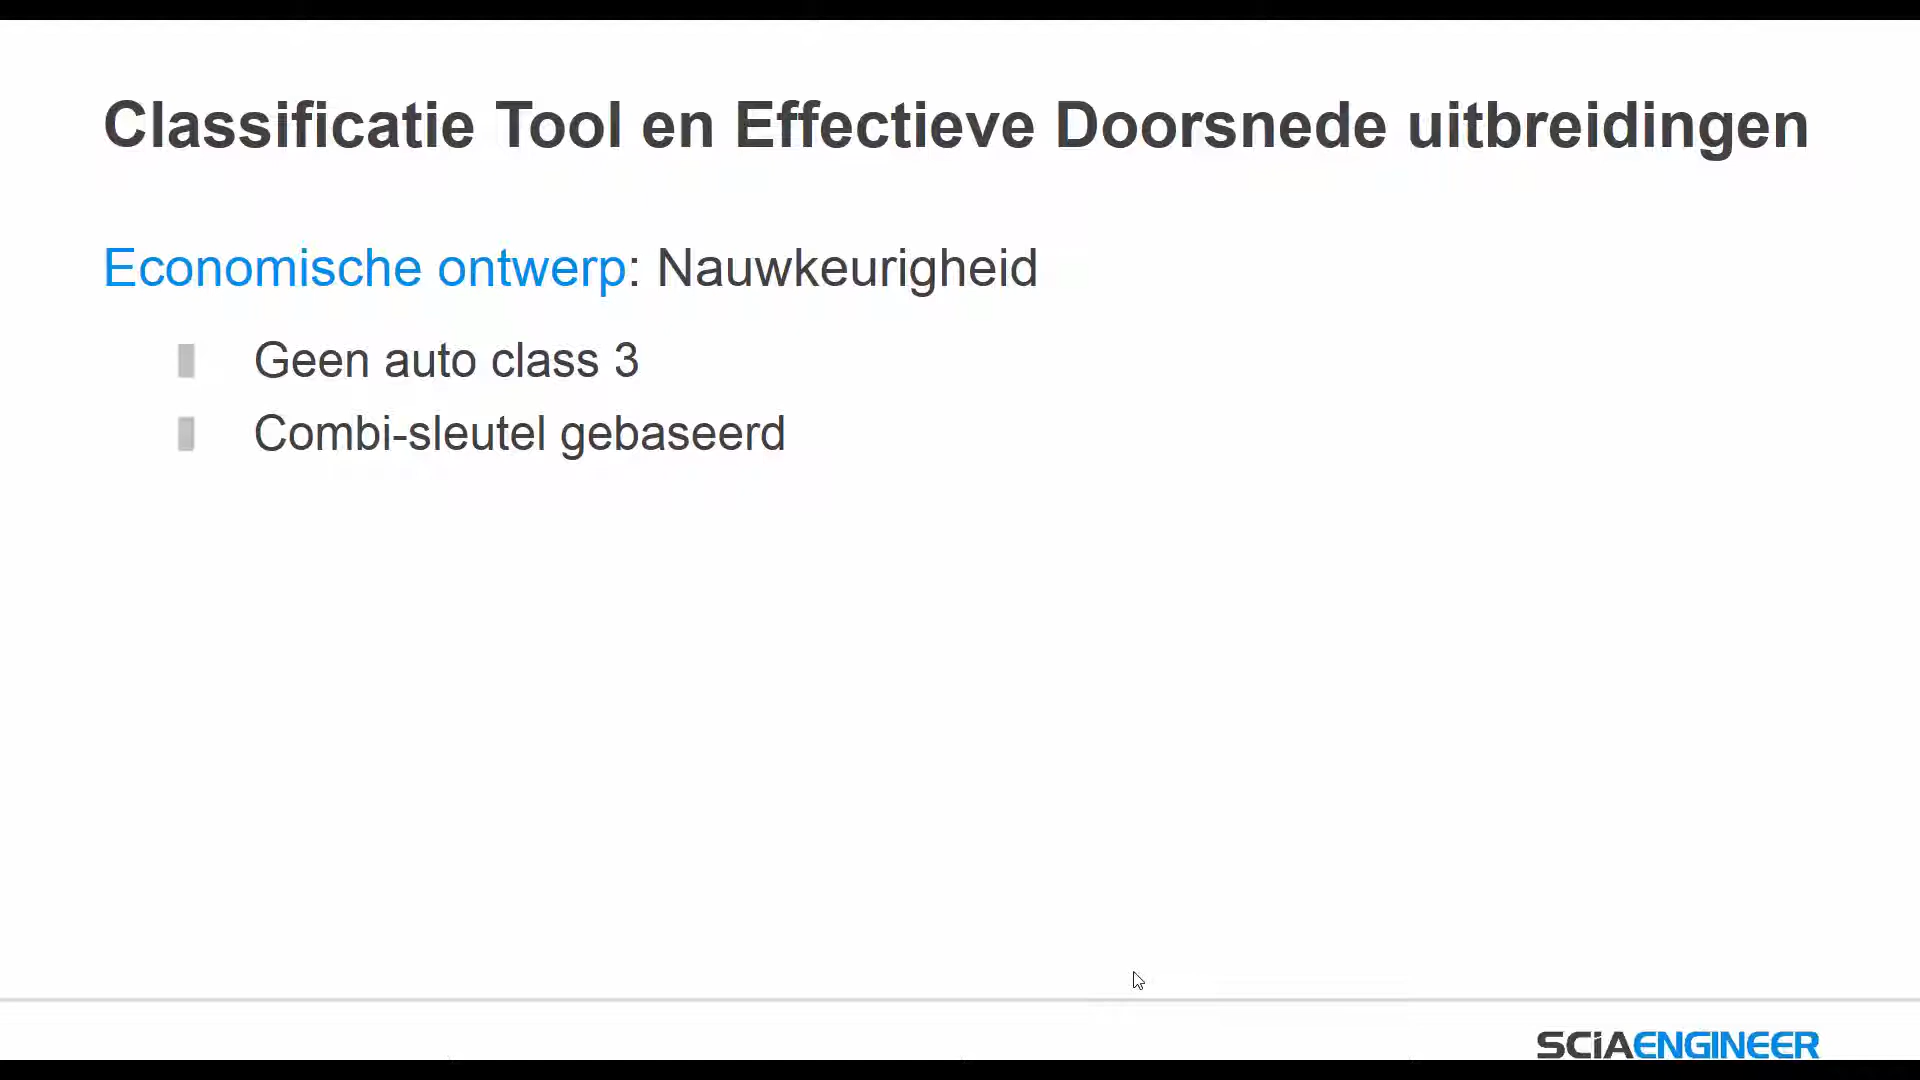 Classificatie Tool en Effectieve Doorsnede uitbreidingen
Economische ontwerp: Nauwkeurigheid
Geen auto class 3
Combi-sleutel gebaseerd
SCiAENGINEER